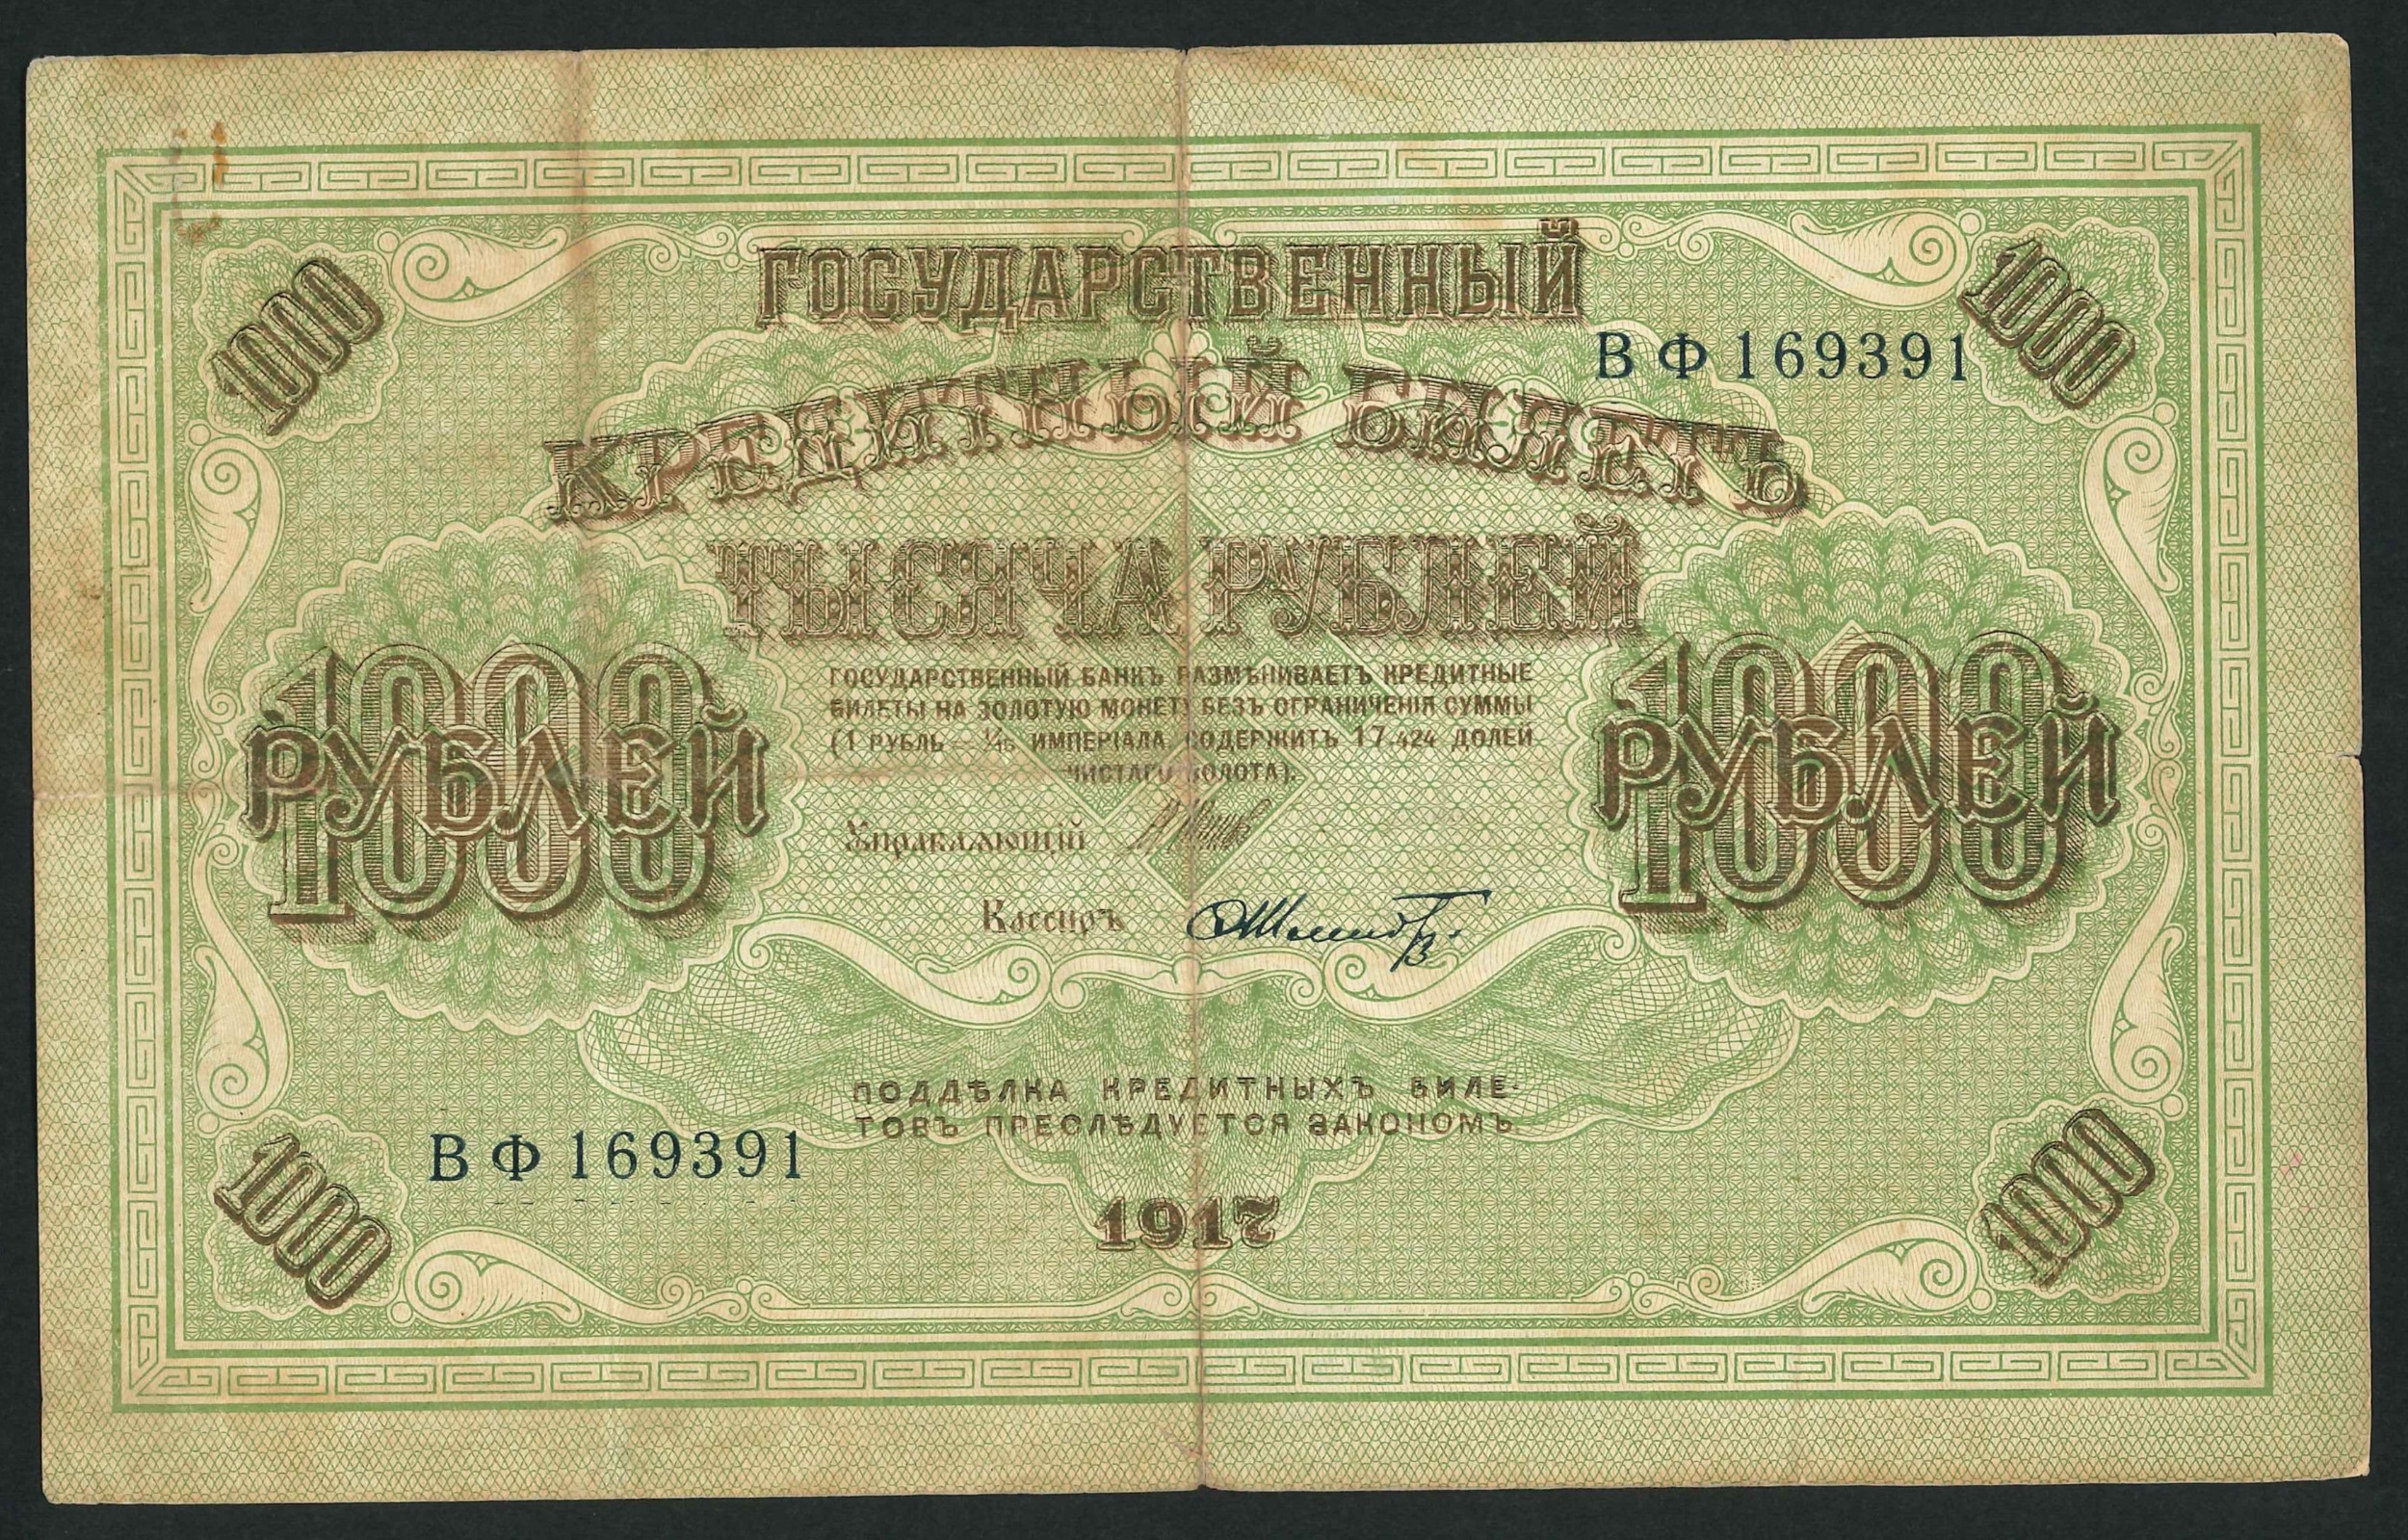 1000
ГОСУДАРСТВЕННЫЙ
1000
ВФ 169391
КРЕДИТНЫЙ БИЛЕТЪ
ТЫСЯЧА РУБЛЕЙ
1000
РУБЛЕЙ
ГОСУДАРСТВЕННЫЙ БАНКЪ РАЗМѢНИВАЕТЪ КРЕДИТНЫЕ
БИЛЕТЫ НА ЗОЛОТУЮ МОНЕТУ БЕЗЪ ОГРАНИЧЕНІЯ СУММЫ
(1 РУБЛЬ = 1/15 ИМПЕРІАЛА, СОДЕРЖИТЪ 17.424 ДОЛЕЙ
ЧИСТАГО ЗОЛОТА).
1000
РУБЛЕЙ
Управляющій
Кассиръ
ПОДДѢЛКА КРЕДИТНЫХЪ БИЛЕ-
ТОВЪ ПРЕСЛѢДУЕТСЯ ЗАКОНОМЪ.
ВФ 169391
1000
1917
1000